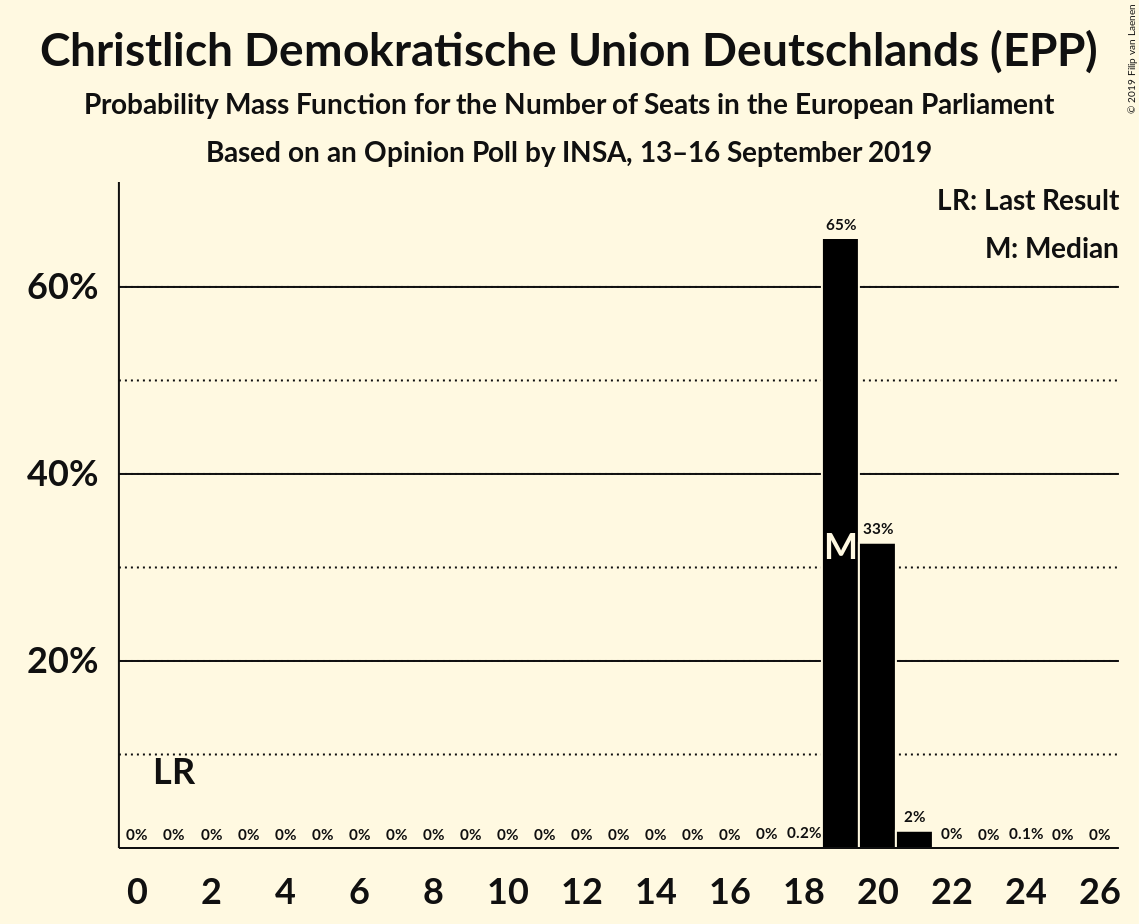 Christlich Demokratische Union Deutschlands (EPP)
Probability Mass Function for the Number of Seats in the European Parliament
Based on an Opinion Poll by INSA, 13–16 September 2019
© 2019 Filip van Laenen
LR: Last Result
M: Median
65%
60%
40%
33%
M
20%
LR
2%
0% 0% 0% 0% 0% 0% 0% 0% 0% 0% 0% 0% 0% 0% 0% 0% 0% 0% 0.2% 0% 0% 0.1% 0% 0%
0 2 4 6 8 10 12 14 16 18 20 22 24 26